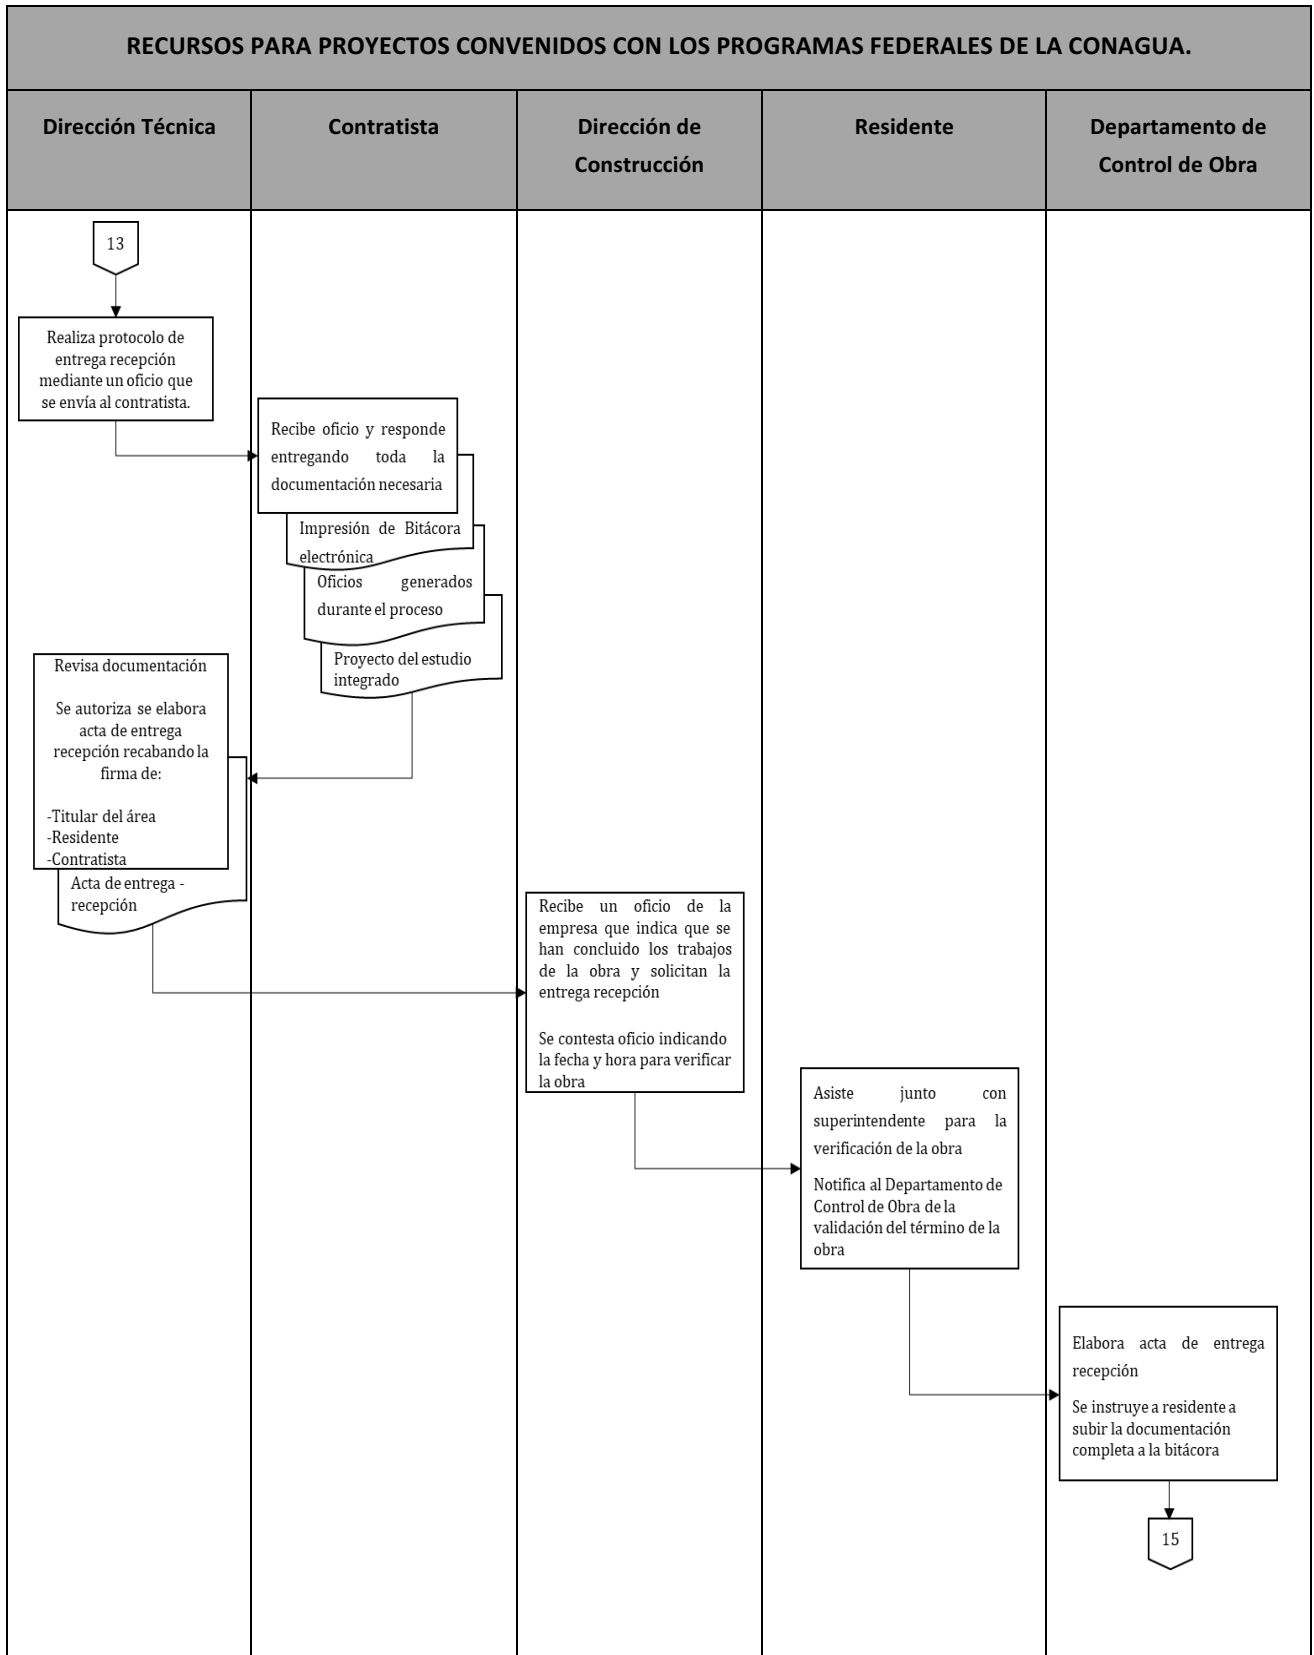 RECURSOS PARA PROYECTOS CONVENIDOS CON LOS PROGRAMAS FEDERALES DE LA CONAGUA.
Dirección Técnica
Contratista
Dirección de
Construcción
Residente
Departamento de
Control de Obra
13
Realiza protocolo de
entrega recepción
mediante un oficio que
se envía al contratista.
Recibe oficio y responde
entregando toda la
documentación necesaria
Impresión de Bitácora
electrónica
Oficios generados
durante el proceso
Proyecto del estudio
integrado
Revisa documentación
Se autoriza se elabora
acta de entrega
recepción recabando la
firma de:
-Titular del área
-Residente
-Contratista
Acta de entrega -
recepción
Recibe un oficio de la
empresa que indica que se
han concluido los trabajos
de la obra y solicitan la
entrega recepción
Se contesta oficio indicando
la fecha y hora para verificar
la obra
Asiste junto con
superintendente para la
verificación de la obra
Notifica al Departamento de
Control de Obra de la
validación del término de la
obra
Elabora acta de entrega
recepción
Se instruye a residente a
subir la documentación
completa a la bitácora
15